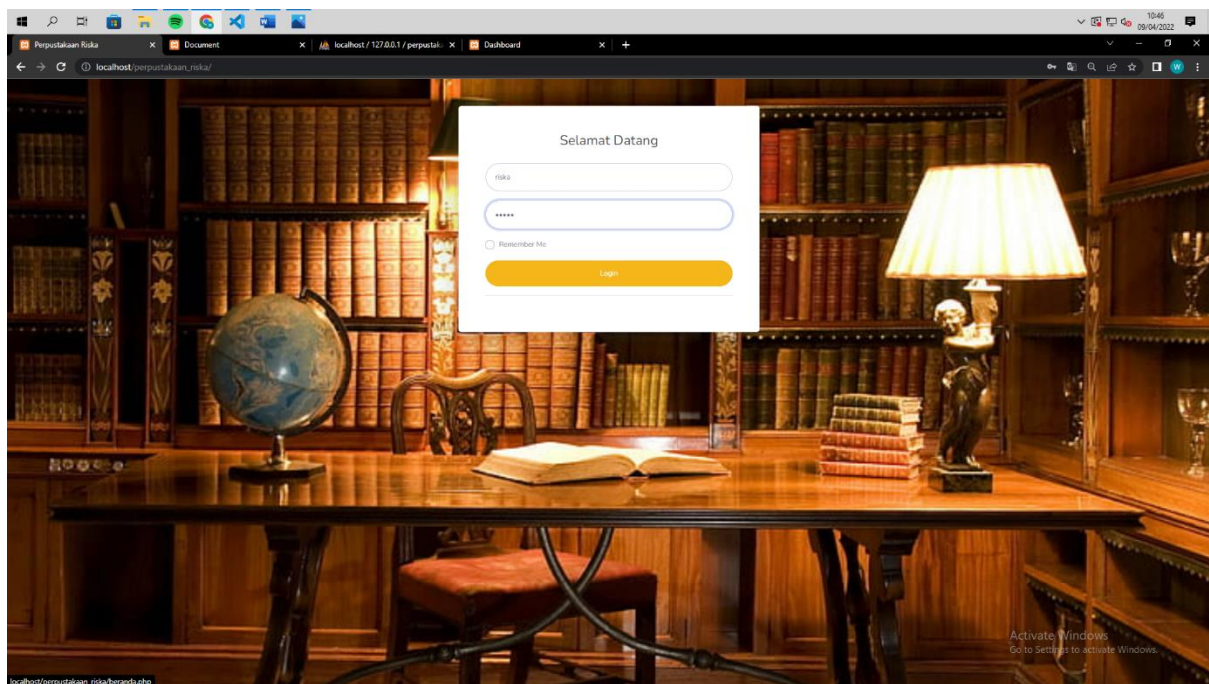 10:46
09/04/2022
Perpustakaan Riska
Document
localhost / 127.0.0.1 / perpustaka
Dashboard
localhost/perpustakaan_riska/
W
Selamat Datang
riska
•••••
Remember Me
Login
Activate Windows
Go to Settings to activate Windows.
localhost/perpustakaan_riska/beranda.php